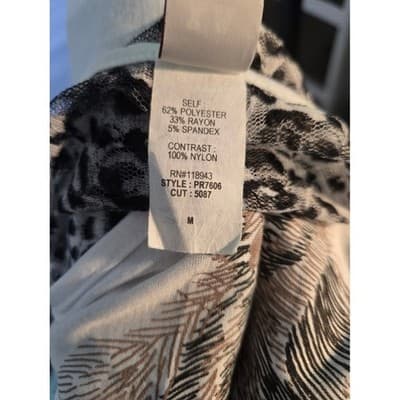 SELF
62% POLYESTER
33% RAYON
5% SPANDEX
CONTRAST :
100% NYLON
RN#118943
STYLE : PR7606
CUT : 5087
M